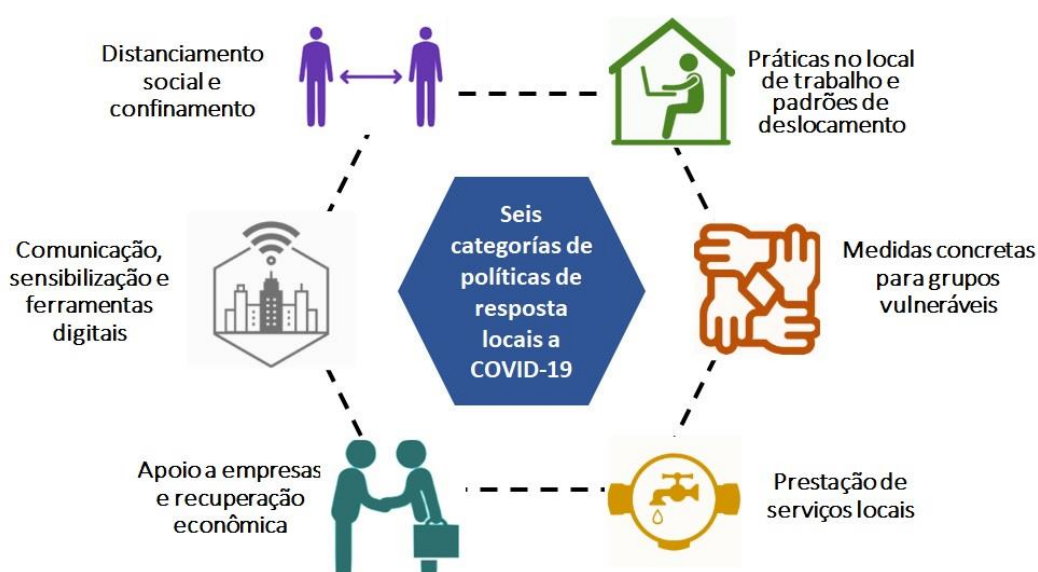 Distanciamento
social e
confinamento
Práticas no local
de trabalho e
padrões de
deslocamento
Seis
categorías de
políticas de
resposta
locais a
COVID-19
Comunicação,
sensibilização e
ferramentas
digitais
Medidas concretas
para grupos
vulneráveis
Apoio a empresas
e recuperação
econômica
Prestação de
serviços locais